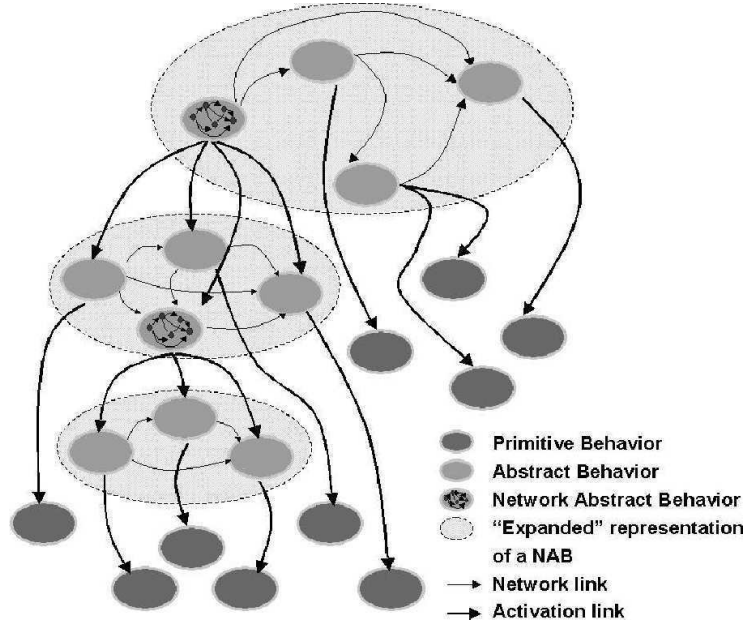 Primitive Behavior
Abstract Behavior
Network Abstract Behavior
“Expanded” representation
of a NAB
Network link
Activation link